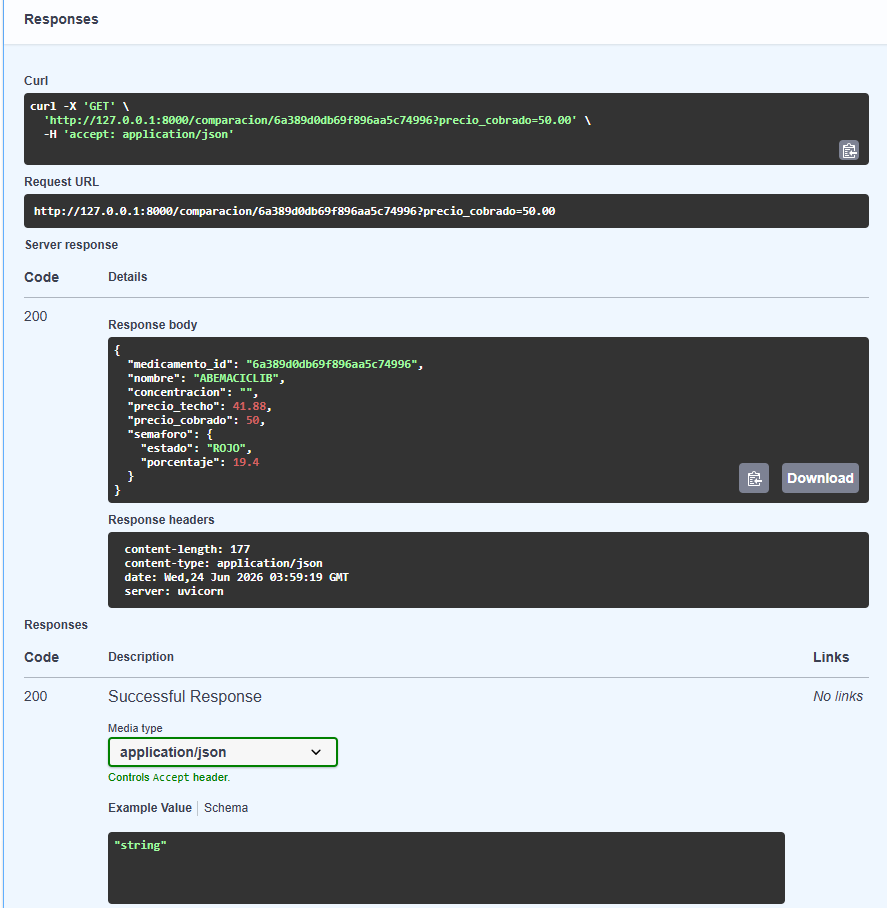 Responses
Curl
curl -X 'GET' \
  'http://127.0.0.1:8000/comparacion/6a389d0db69f896aa5c74996?precio_cobrado=50.00' \
  -H 'accept: application/json'
Request URL
http://127.0.0.1:8000/comparacion/6a389d0db69f896aa5c74996?precio_cobrado=50.00
Server response
Code Details
200
Response body
{
  "medicamento_id": "6a389d0db69f896aa5c74996",
  "nombre": "ABEMACICLIB",
  "concentracion": "",
  "precio_techo": 41.88,
  "precio_cobrado": 50,
  "semaforo": {
    "estado": "ROJO",
    "porcentaje": 19.4
  }
}
Download
Response headers
content-length: 177
content-type: application/json
date: Wed,24 Jun 2026 03:59:19 GMT
server: uvicorn
Responses
Code Description Links
200 Successful Response No links
Media type
application/json
Controls Accept header.
Example Value Schema
"string"